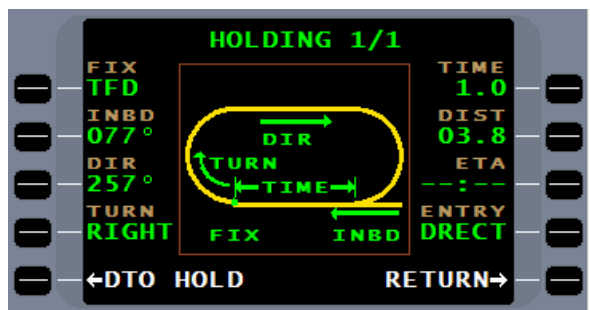 HOLDING 1/1
FIX
TFD
INBD
077°
DIR
257°
TURN
RIGHT
←DTO HOLD
DIR
TURN
TIME
FIX INBD
TIME
1.0
DIST
03.8
ETA
--:--
ENTRY
DRECT
RETURN→